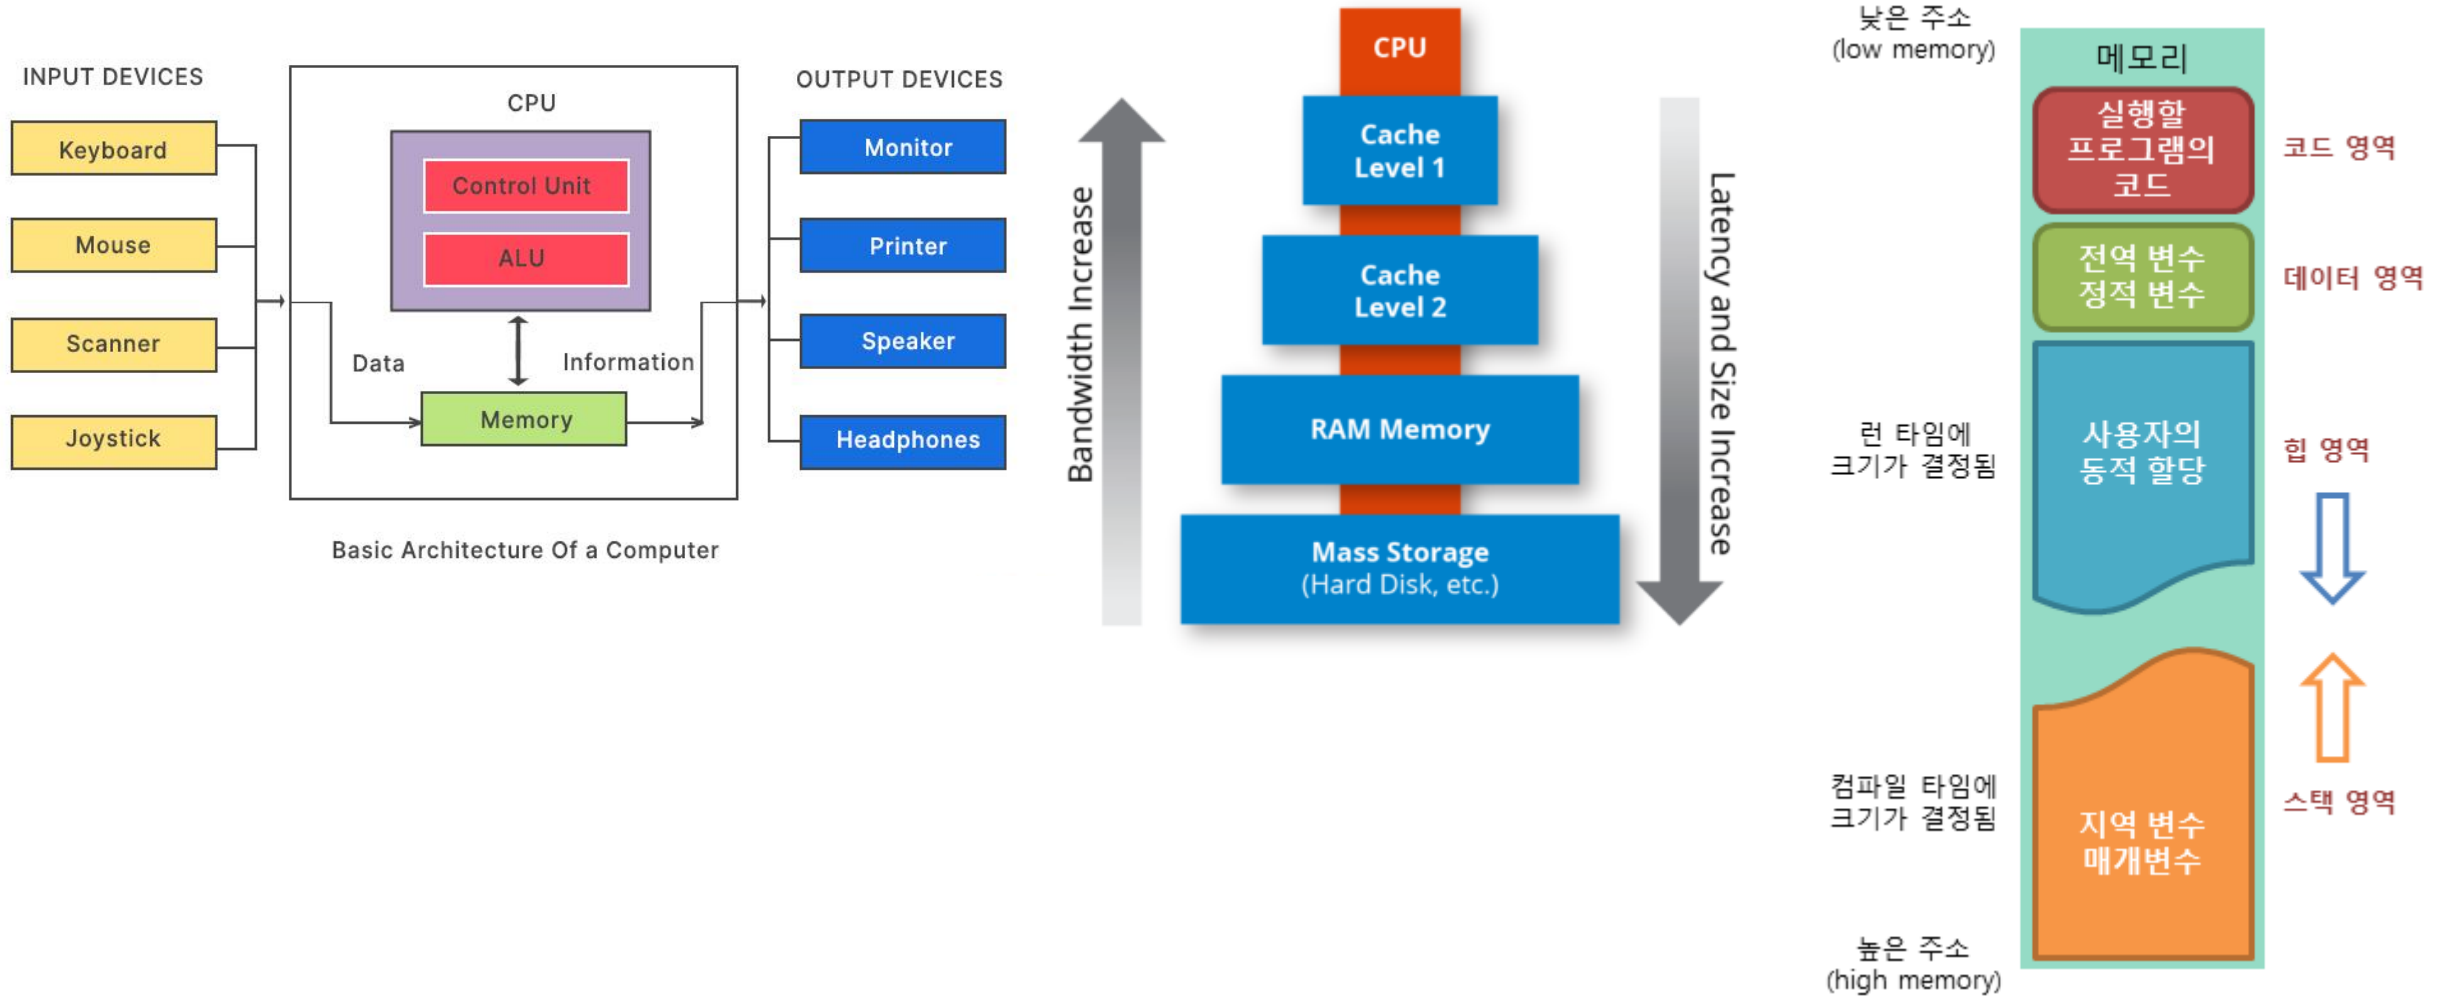 INPUT DEVICES
Keyboard
Mouse
Scanner
Joystick
CPU
Control Unit
ALU
Data
Information
Memory
OUTPUT DEVICES
Monitor
Printer
Speaker
Headphones
Basic Architecture Of a Computer
Bandwidth Increase
CPU
Cache
Level 1
Cache
Level 2
RAM Memory
Mass Storage
(Hard Disk, etc.)
Latency and Size Increase
낮은 주소
(low memory)
메모리
실행할
프로그램의
코드
코드 영역
전역 변수
정적 변수
데이터 영역
런 타임에
크기가 결정됨
사용자의
동적 할당
힙 영역
컴파일 타임에
크기가 결정됨
지역 변수
매개변수
스택 영역
높은 주소
(high memory)